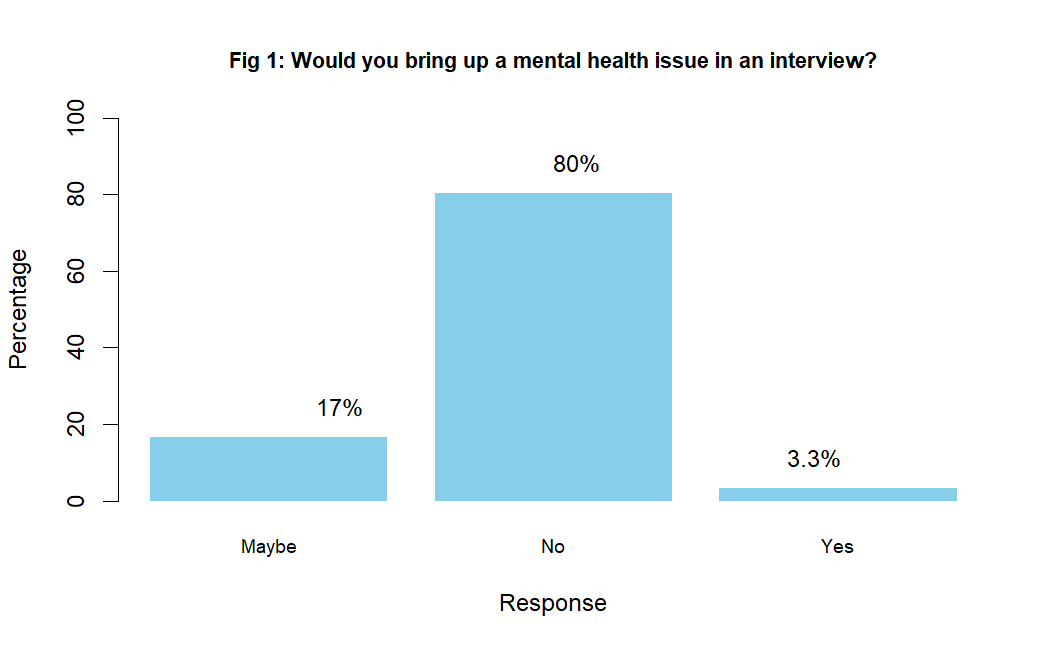 Fig 1: Would you bring up a mental health issue in an interview?
100
80
60
40
20
0
Percentage
17%
80%
3.3%
Maybe
No
Yes
Response